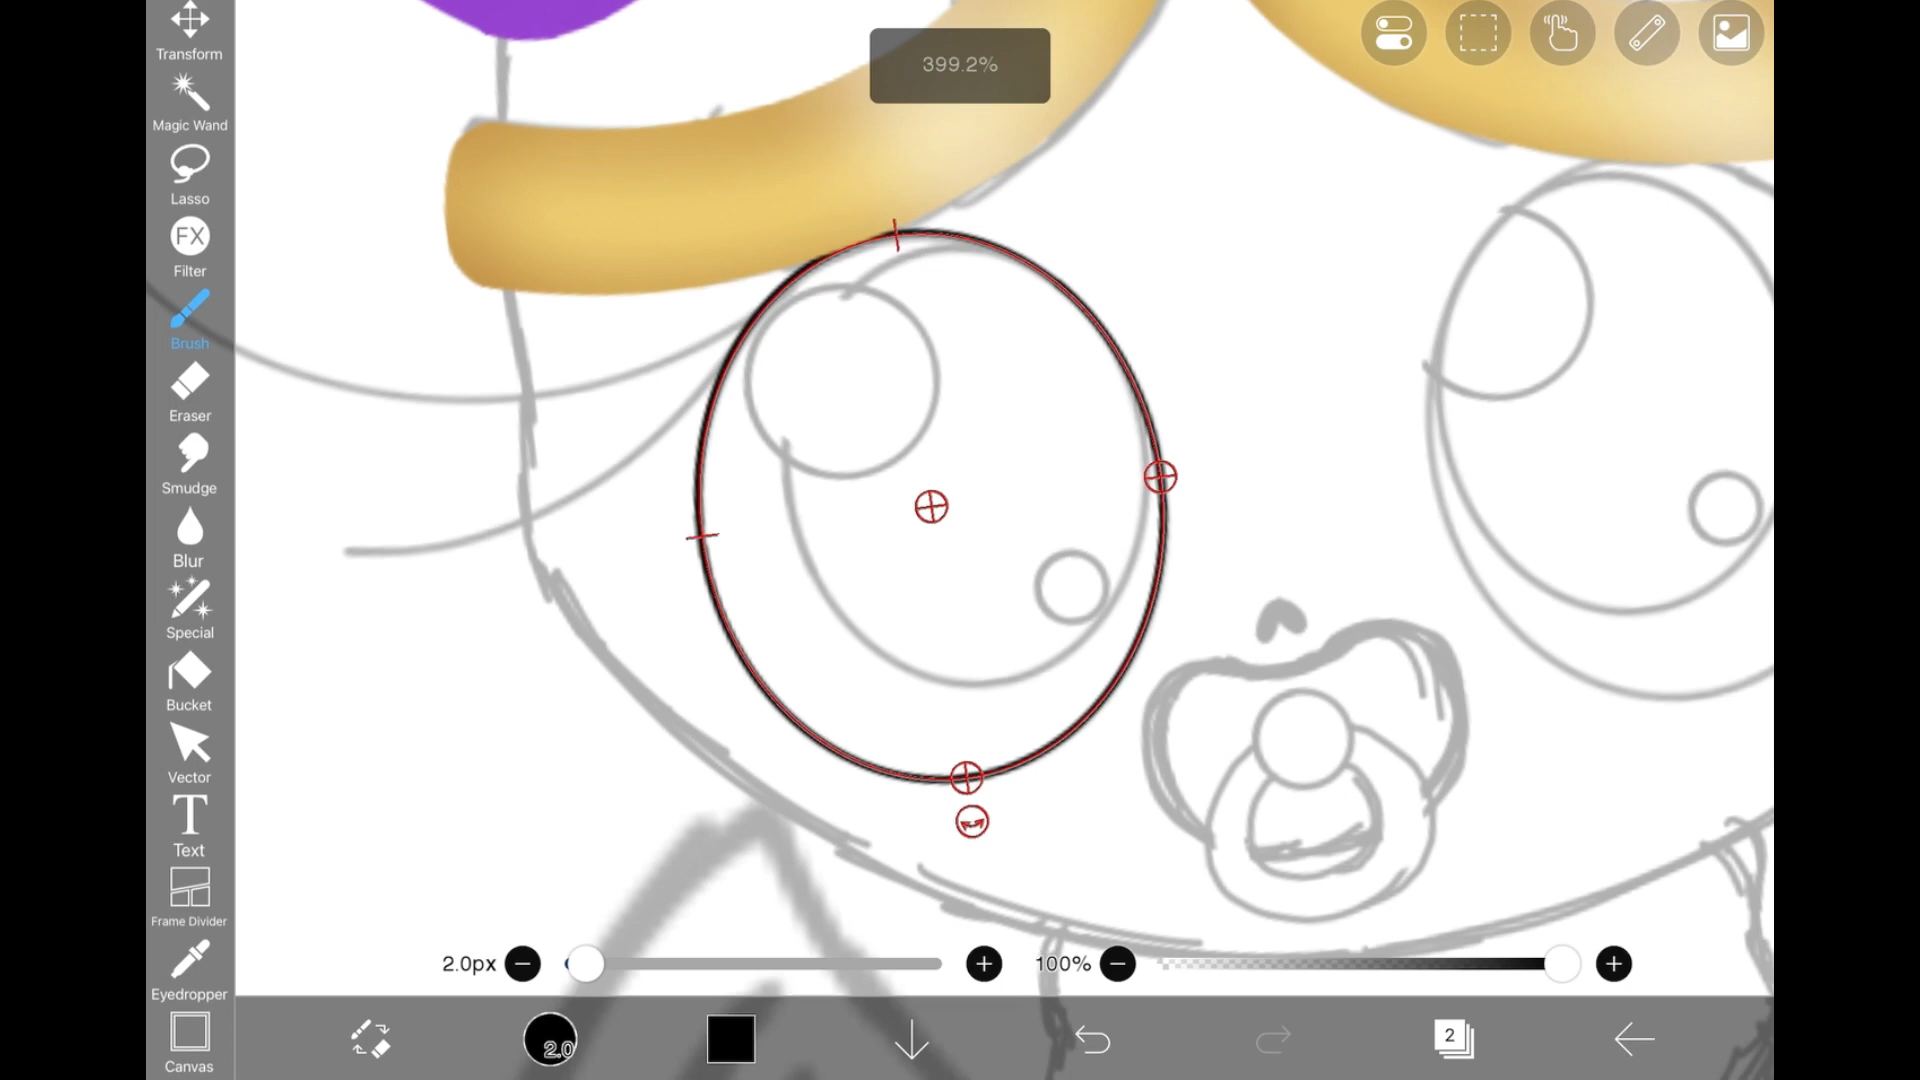 Transform
399.2%
Magic Wand
Lasso
FX
Filter
Brush
Eraser
Smudge
Blur
Special
Bucket
Vector
T
Text
Frame Divider
2.0px
100%
Eyedropper
2.0
2
Canvas